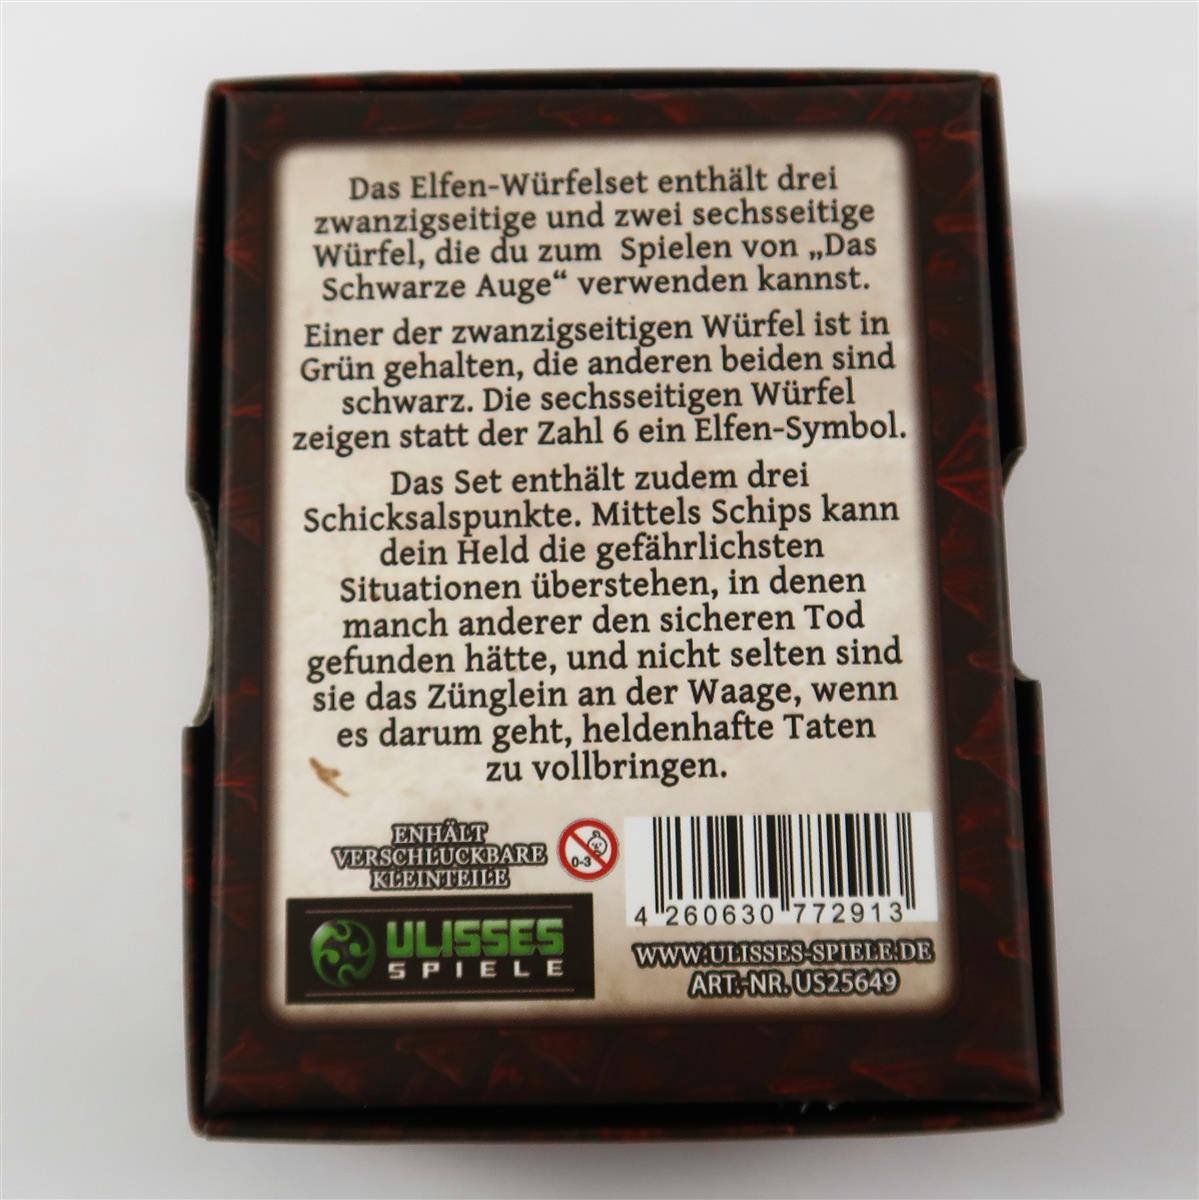 Das Elfen-Würfelset enthält drei
zwanzigseitige und zwei sechsseitige
Würfel, die du zum Spielen von „Das
Schwarze Auge“ verwenden kannst.
Einer der zwanzigseitigen Würfel ist in
Grün gehalten, die anderen beiden sind
schwarz. Die sechsseitigen Würfel
zeigen statt der Zahl 6 ein Elfen-Symbol.
Das Set enthält zudem drei
Schicksalspunkte. Mittels Schips kann
dein Held die gefährlichsten
Situationen überstehen, in denen
manch anderer den sicheren Tod
gefunden hätte, und nicht selten sind
sie das Zünglein an der Waage, wenn
es darum geht, heldenhafte Taten
zu vollbringen.
ENHÄLT
VERSCHLUCKBARE
KLEINTEILE
0-3
ULISSES
SPIELE
4 260630 772913
WWW.ULISSES-SPIELE.DE
ART.-NR. US25649